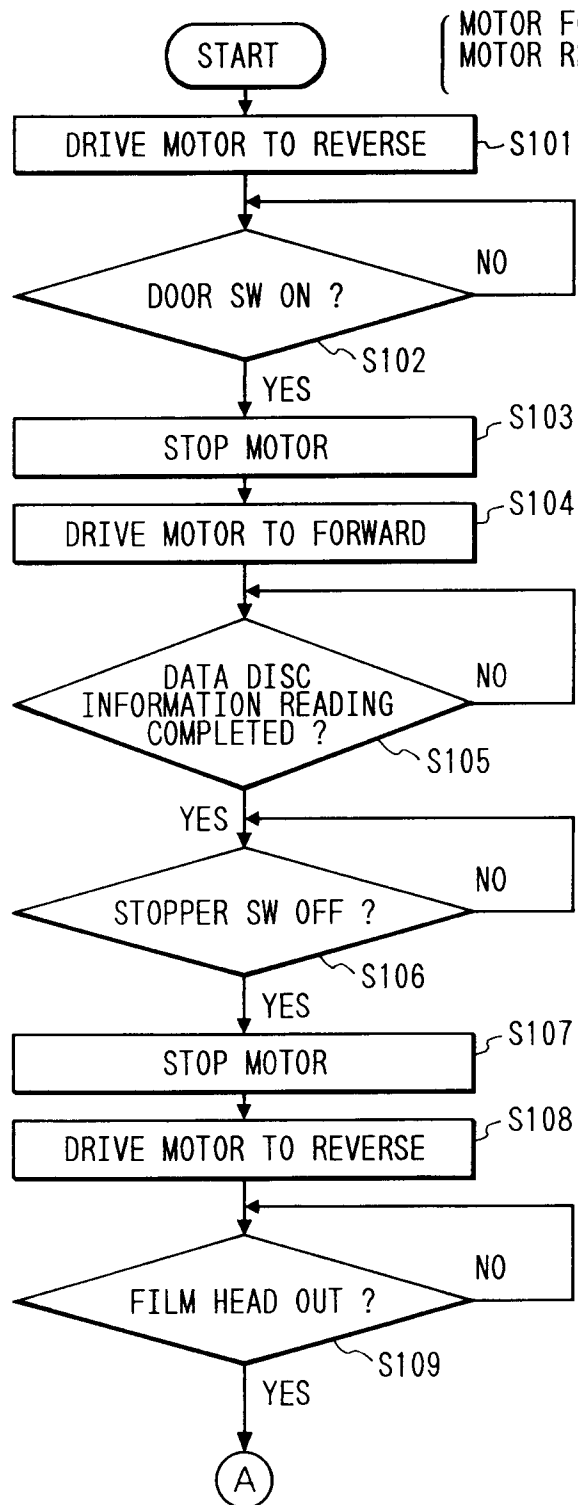 START
MOTOR
MOTOR
DRIVE MOTOR TO REVERSE
S101
NO
DOOR SW ON ?
S102
YES
STOP MOTOR
S103
DRIVE MOTOR TO FORWARD
S104
NO
DATA DISC
INFORMATION READING
COMPLETED ?
S105
YES
NO
STOPPER SW OFF ?
S106
YES
STOP MOTOR
S107
DRIVE MOTOR TO REVERSE
S108
NO
FILM HEAD OUT ?
S109
YES
A